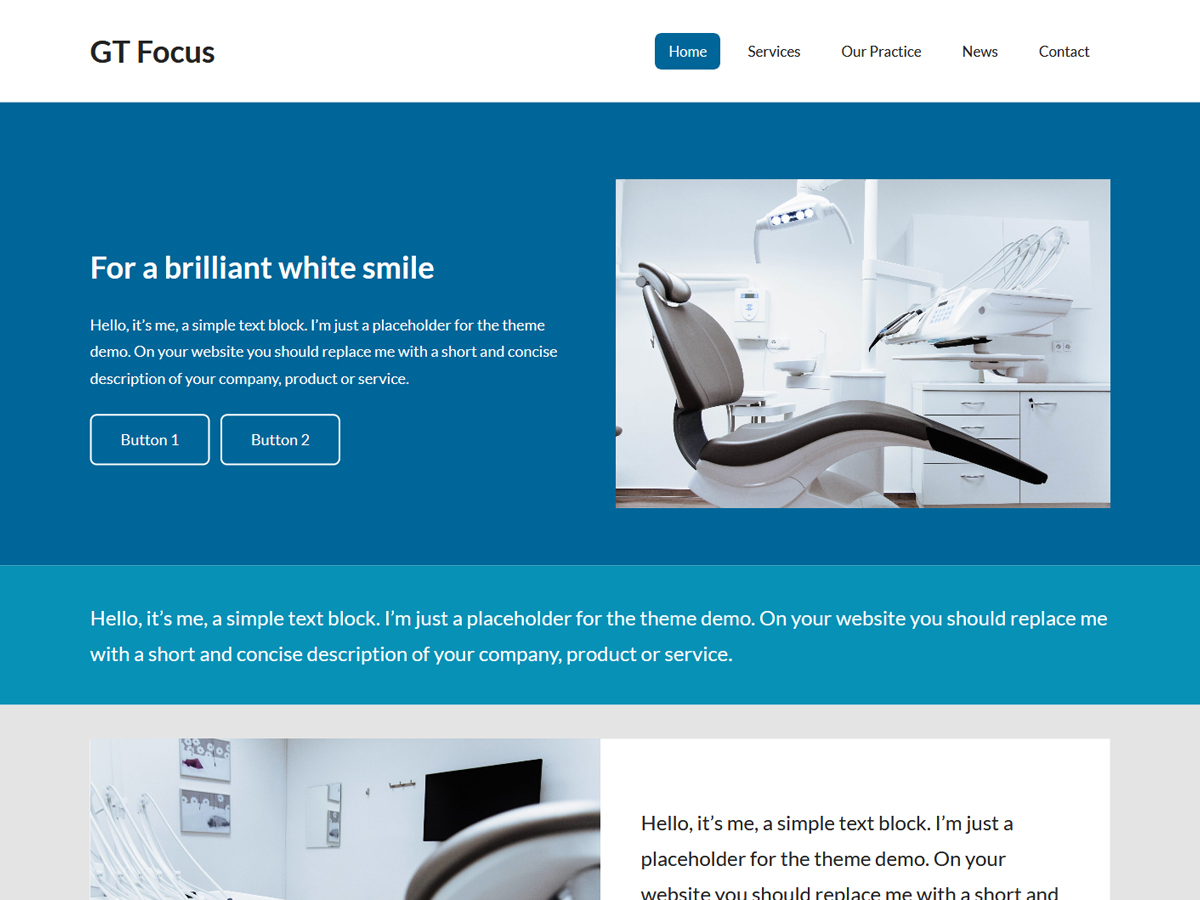 GT Focus
Home Services Our Practice News Contact
For a brilliant white smile
Hello, it’s me, a simple text block. I’m just a placeholder for the theme
demo. On your website you should replace me with a short and concise
description of your company, product or service.
Button 1 Button 2
Hello, it’s me, a simple text block. I’m just a placeholder for the theme demo. On your website you should replace me
with a short and concise description of your company, product or service.
Hello, it’s me, a simple text block. I’m just a
placeholder for the theme demo. On your
website you should replace me with a short and